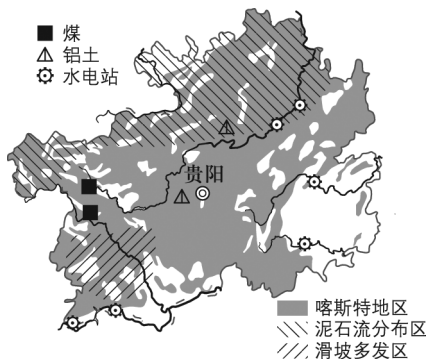 煤
铝土
水电站
贵阳
喀斯特地区
泥石流分布区
滑坡多发区